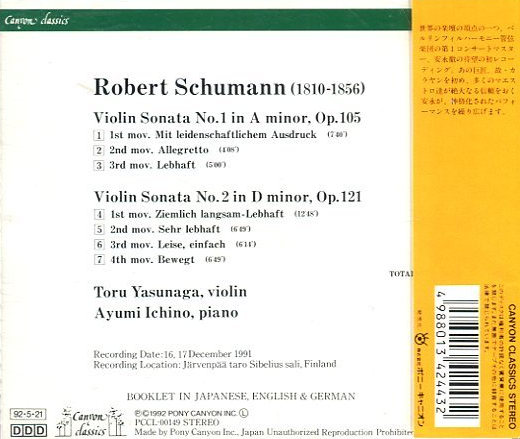 Canyon classics
Robert Schumann (1810-1856)
Violin Sonata No.1 in A minor, Op.105
1 1st mov. Mit leidenschaftlichem Ausdruck (7'40")
2 2nd mov. Allegretto (4'08")
3 3rd mov. Lebhaft (5'00")
Violin Sonata No.2 in D minor, Op.121
4 1st mov. Ziemlich langsam-Lebhaft (12'48")
5 2nd mov. Sehr lebhaft (6'49")
6 3rd mov. Leise, einfach (6'14")
7 4th mov. Bewegt (6'49")
TOTA
Toru Yasunaga, violin
Ayumi Ichino, piano
Recording Date:16, 17 December 1991
Recording Location: Järvenpää taro Sibelius sali, Finland
BOOKLET IN JAPANESE, ENGLISH & GERMAN
92·5·21
Canyon classics
Ⓟ©1992 PONY CANYON INC.
PCCL-00149 STEREO
Made by Pony Canyon Inc., Japan Unauthorized Reproduction Prohibited
世界の楽壇の頂点の一つ、ベ
ルリンフィルハーモニー管弦
楽団の第1コンサートマスタ
ー、安永徹の待望の初レコ
ーディング。あの巨匠、故・カ
ラヤンを初め、多くのマエス
トロ達が絶大なる信頼をおく
安永が、神格化されたパフォ
ーマンスを繰り広げます。
CANYON CLASSICS STEREO
4988013424432
発売元
株式会社
ポニーキャニオン